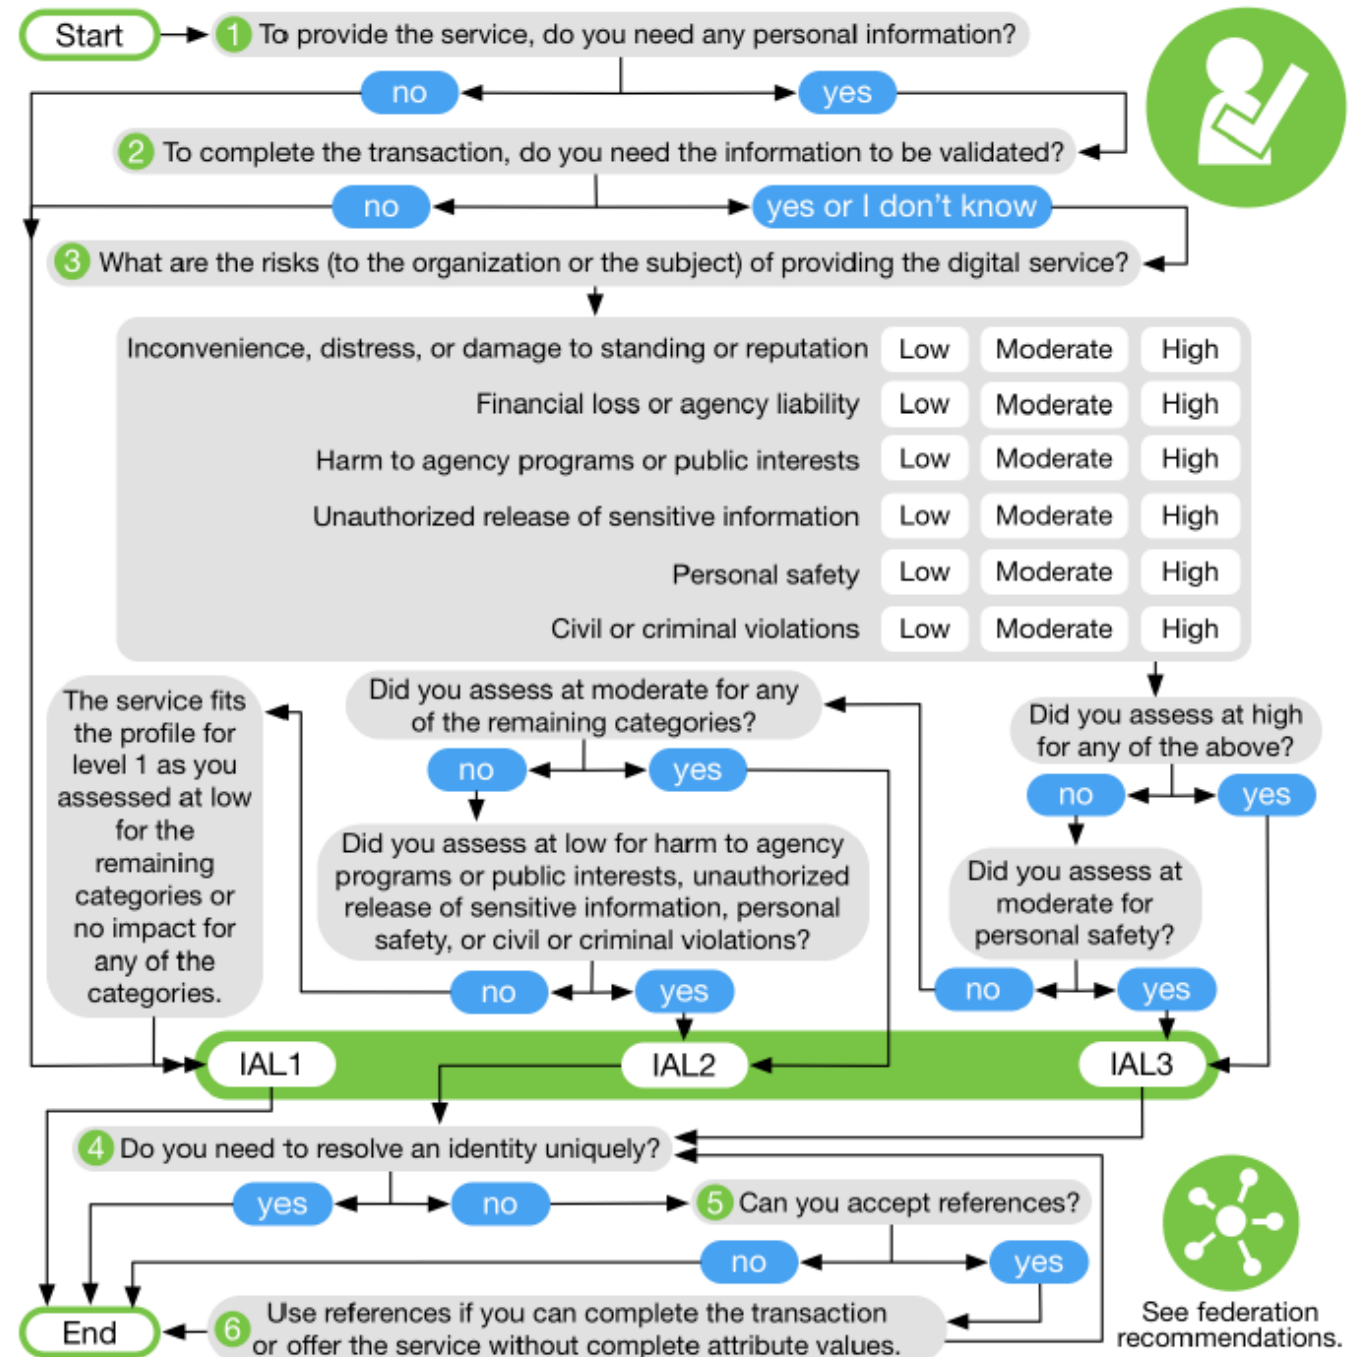 Start
1 To provide the service, do you need any personal information?
no
yes
2 To complete the transaction, do you need the information to be validated?
no
yes or I don't know
3 What are the risks (to the organization or the subject) of providing the digital service?
Inconvenience, distress, or damage to standing or reputation Low Moderate High
Financial loss or agency liability Low Moderate High
Harm to agency programs or public interests Low Moderate High
Unauthorized release of sensitive information Low Moderate High
Personal safety Low Moderate High
Civil or criminal violations Low Moderate High
Did you assess at high
for any of the above?
no
yes
Did you assess at
moderate for
personal safety?
no
yes
Did you assess at moderate for any
of the remaining categories?
no
yes
Did you assess at low for harm to agency
programs or public interests, unauthorized
release of sensitive information, personal
safety, or civil or criminal violations?
no
yes
The service fits
the profile for
level 1 as you
assessed at low
for the
remaining
categories or
no impact for
any of the
categories.
IAL1
IAL2
IAL3
4 Do you need to resolve an identity uniquely?
yes
no
5 Can you accept references?
no
yes
6 Use references if you can complete the transaction
or offer the service without complete attribute values.
End
See federation
recommendations.